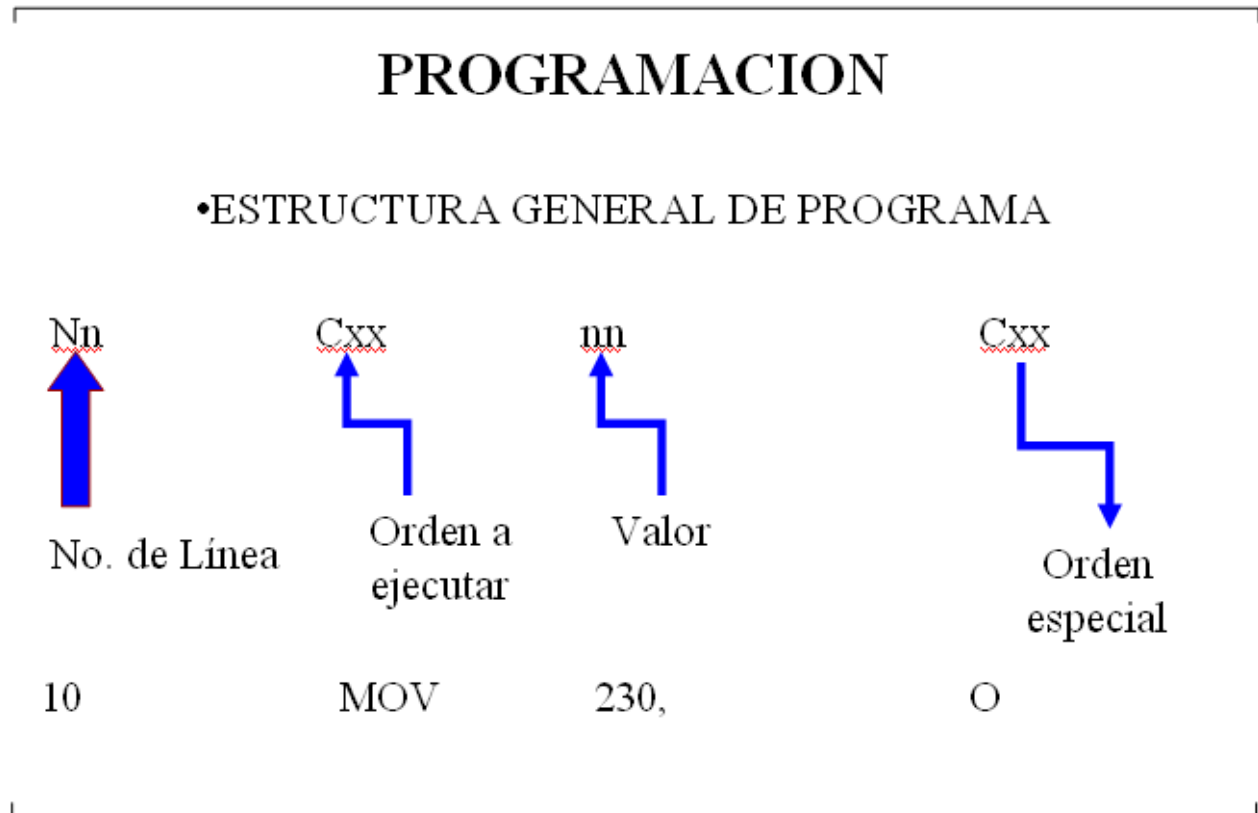 PROGRAMACION
•ESTRUCTURA GENERAL DE PROGRAMA
Nn Cxx nn Cxx
No. de Línea
Orden a
ejecutar
Valor
Orden
especial
10 MOV 230, O